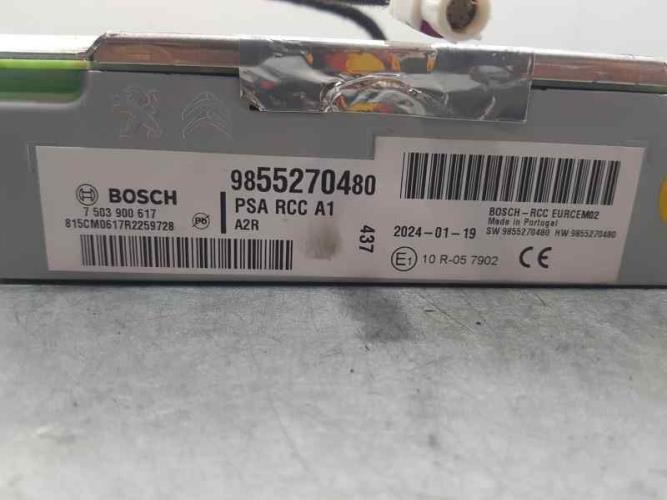 BOSCH
7 503 900 617
815CM0617R2259728
Pb
9855270480
PSA RCC A1
A2R
437
BOSCH-RCC EURCEM02
Made in Portugal
2024-01-19
SW 9855270480 HW 9855270480
E1 10 R-05 7902 CE